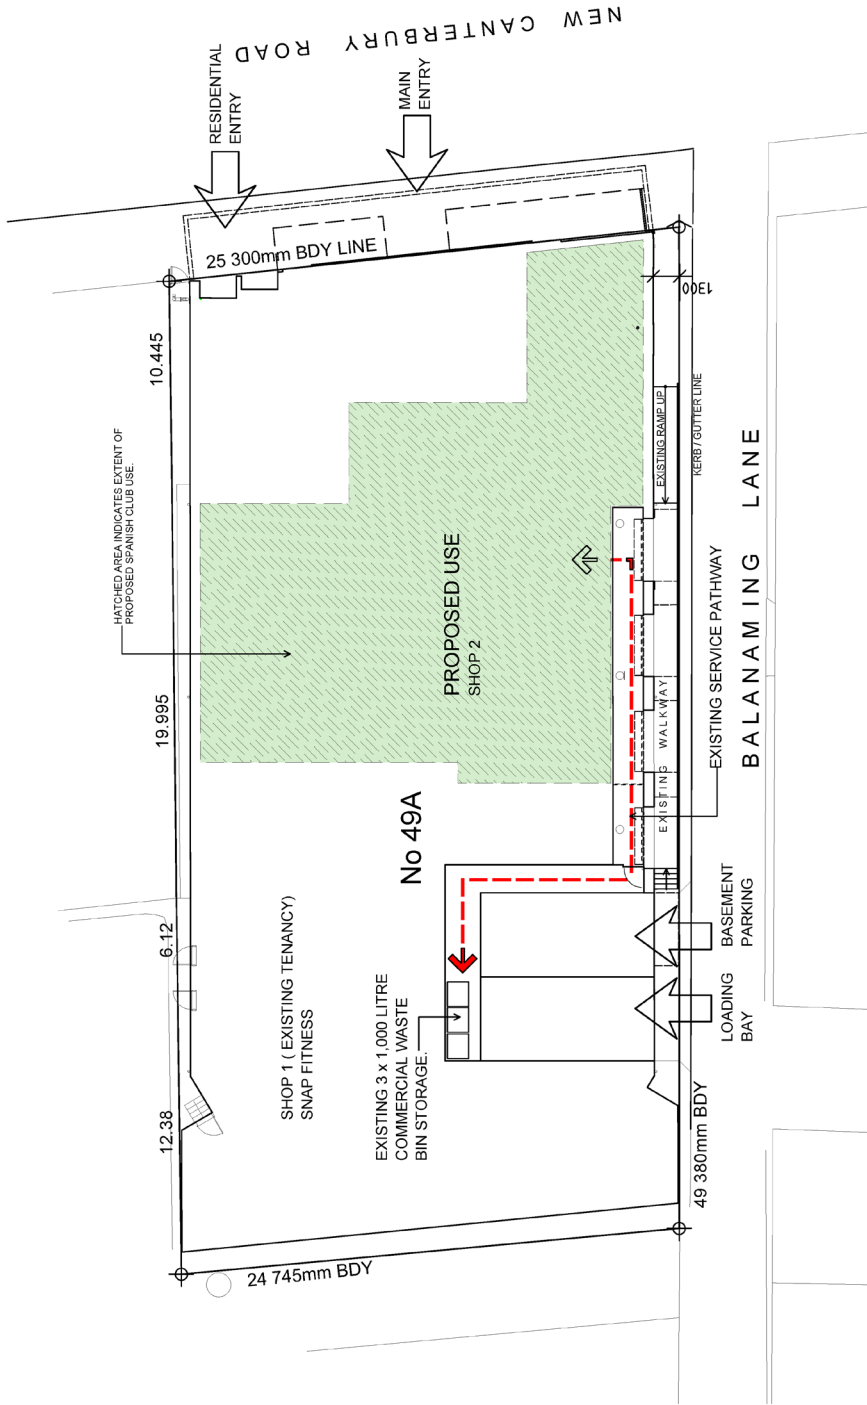 NEW CANTERBURY ROAD
RESIDENTIAL
ENTRY
MAIN
ENTRY
25 300mm BDY LINE
10.445
1300
HATCHED AREA INDICATES EXTENT OF
PROPOSED SPANISH CLUB USE.
EXISTING RAMP UP
KERB / GUTTER LINE
BALANAMING LANE
PROPOSED USE
SHOP 2
EXISTING SERVICE PATHWAY
EXISTING WALKWAY
19.995
No 49A
6.12
SHOP 1 ( EXISTING TENANCY)
SNAP FITNESS
BASEMENT
PARKING
LOADING
BAY
EXISTING 3 x 1,000 LITRE
COMMERCIAL WASTE
BIN STORAGE.
12.38
49 380mm BDY
24 745mm BDY